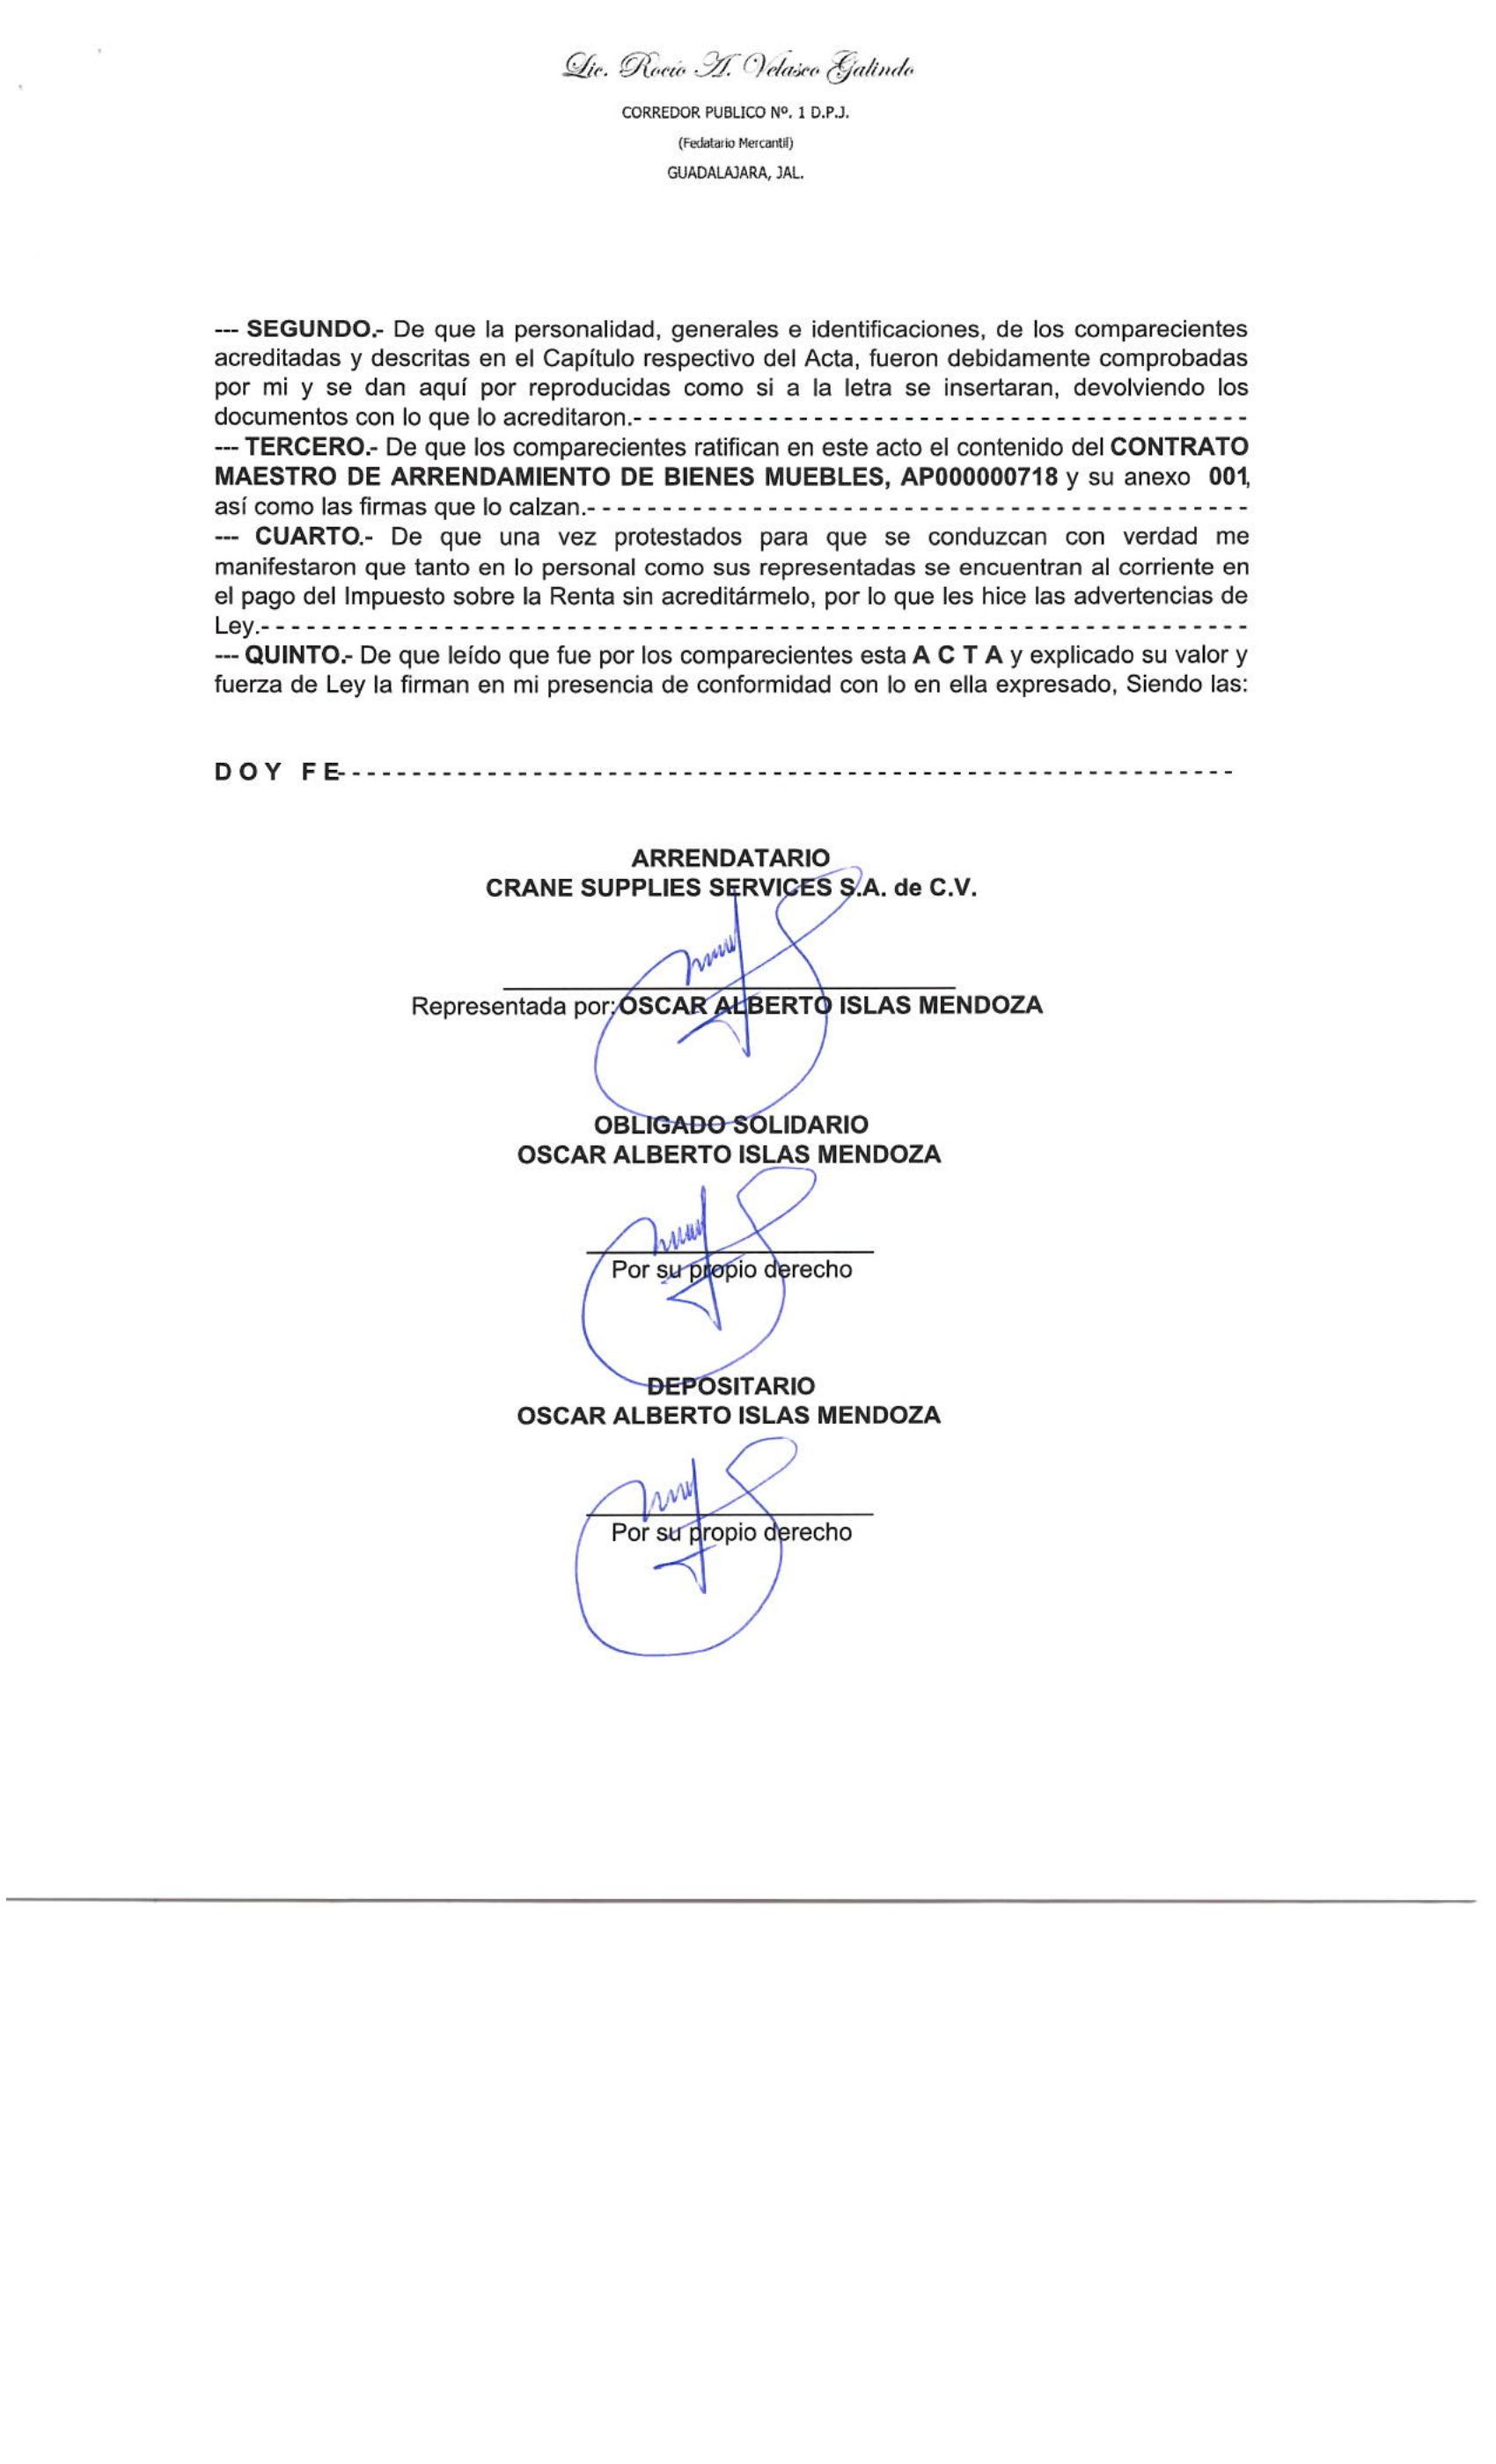 Lic. Rocío A. Velasco Galindo
CORREDOR PUBLICO Nº. 1 D.P.J.
(Fedatario Mercantil)
GUADALAJARA, JAL.
--- SEGUNDO.- De que la personalidad, generales e identificaciones, de los comparecientes
acreditadas y descritas en el Capítulo respectivo del Acta, fueron debidamente comprobadas
por mi y se dan aquí por reproducidas como si a la letra se insertaran, devolviendo los
documentos con lo que lo acreditaron.- - - - - - - - - - - - - - - - - - - - - - - - - - - - - - - - - - - - - - - - -
--- TERCERO.- De que los comparecientes ratifican en este acto el contenido del CONTRATO
MAESTRO DE ARRENDAMIENTO DE BIENES MUEBLES, AP000000718 y su anexo 001,
así como las firmas que lo calzan.- - - - - - - - - - - - - - - - - - - - - - - - - - - - - - - - - - - - - - - - - - - -
--- CUARTO.- De que una vez protestados para que se conduzcan con verdad me
manifestaron que tanto en lo personal como sus representadas se encuentran al corriente en
el pago del Impuesto sobre la Renta sin acreditármelo, por lo que les hice las advertencias de
Ley.- - - - - - - - - - - - - - - - - - - - - - - - - - - - - - - - - - - - - - - - - - - - - - - - - - - - - - - - - - - - - - - - -
--- QUINTO.- De que leído que fue por los comparecientes esta A C T A y explicado su valor y
fuerza de Ley la firman en mi presencia de conformidad con lo en ella expresado, Siendo las:
D O Y F E- - - - - - - - - - - - - - - - - - - - - - - - - - - - - - - - - - - - - - - - - - - - - - - - - - - - - - - - - - -
ARRENDATARIO
CRANE SUPPLIES SERVICES S.A. de C.V.
Representada por: OSCAR ALBERTO ISLAS MENDOZA
OBLIGADO SOLIDARIO
OSCAR ALBERTO ISLAS MENDOZA
Por su propio derecho
DEPOSITARIO
OSCAR ALBERTO ISLAS MENDOZA
Por su propio derecho